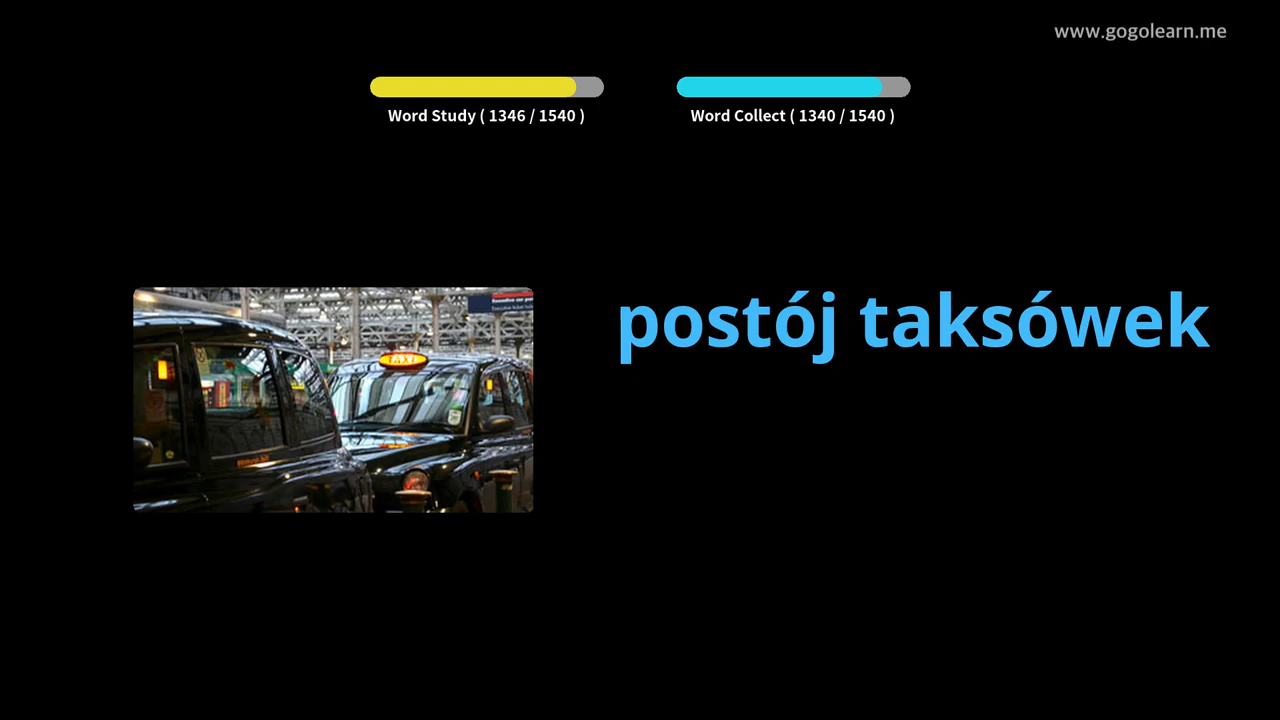 www.gogolearn.me
Word Study ( 1346 / 1540 )
Word Collect ( 1340 / 1540 )
postój taksówek
TAXI